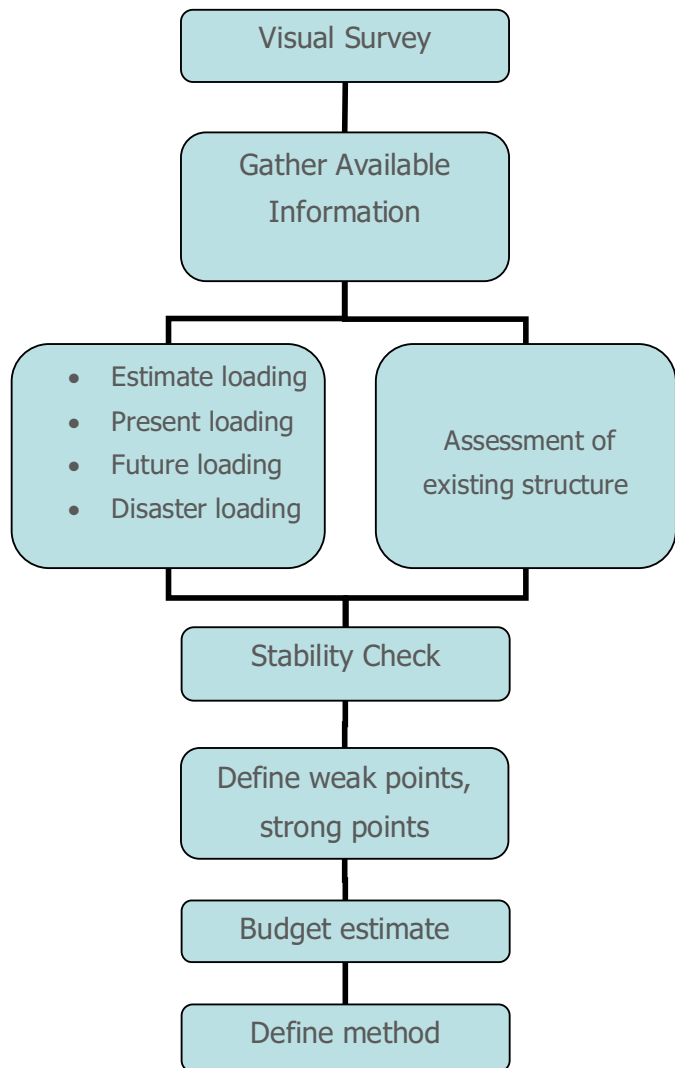 Visual Survey
Gather Available
Information
• Estimate loading
• Present loading
• Future loading
• Disaster loading
Assessment of
existing structure
Stability Check
Define weak points,
strong points
Budget estimate
Define method